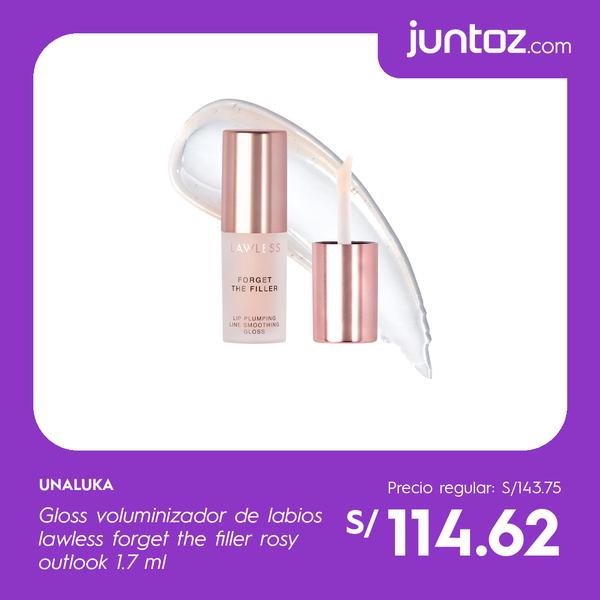 juntoz.com
LAWLESS
FORGET
THE FILLER
LIP PLUMPING
LINE SMOOTHING
GLOSS
UNALUKA
Gloss voluminizador de labios
lawless forget the filler rosy
outlook 1.7 ml
Precio regular: S/143.75
S/114.62